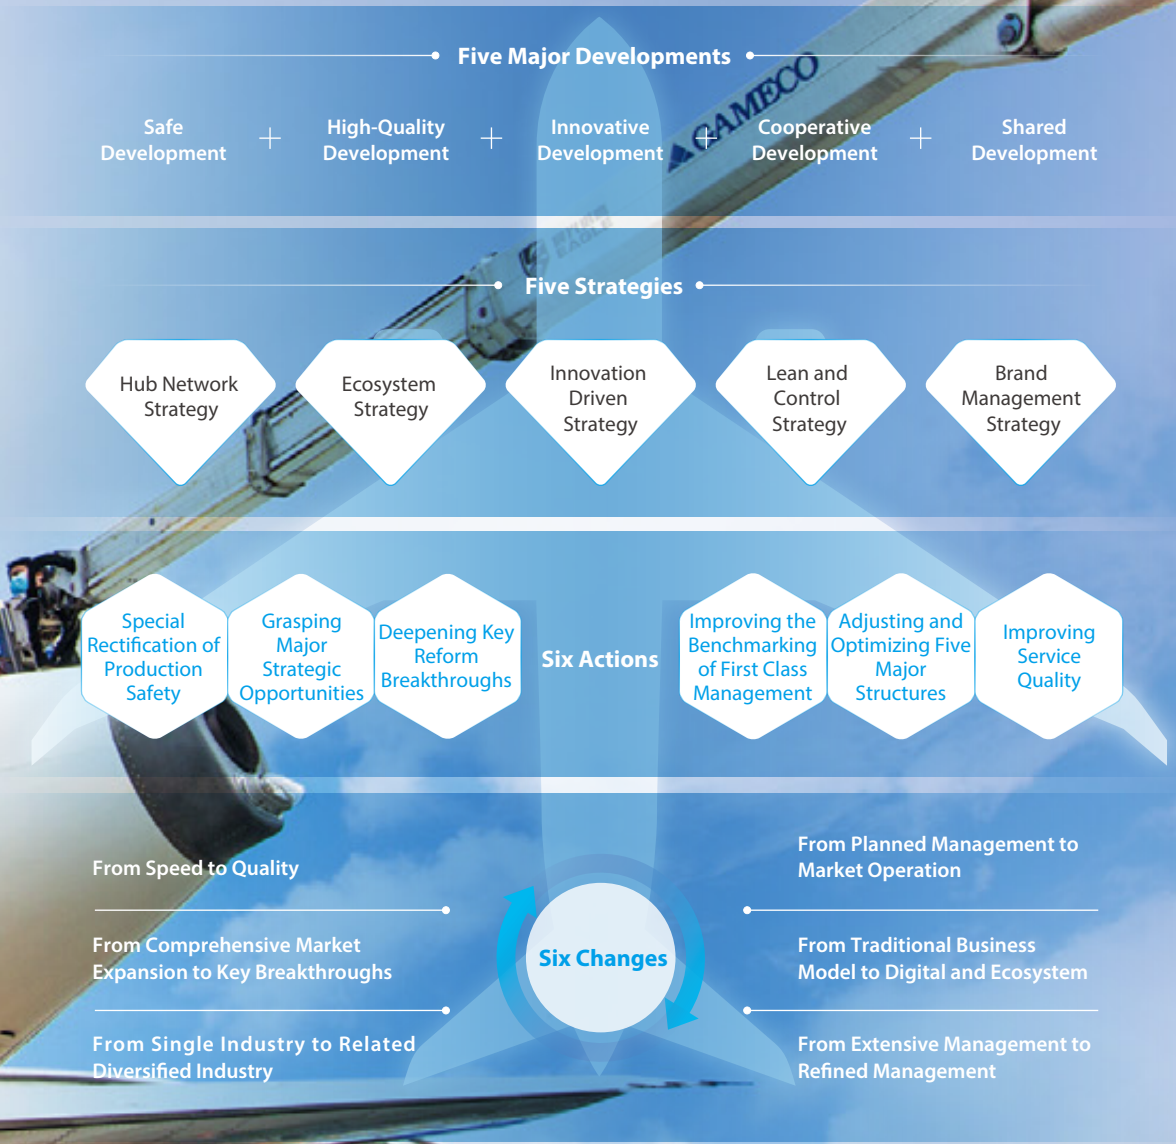 Five Major Developments
Safe
Development
High-Quality
Development
Innovative
Development
Cooperative
Development
Shared
Development
GAMECO
EAGLE
Five Strategies
Hub Network
Strategy
Ecosystem
Strategy
Innovation
Driven
Strategy
Lean and
Control
Strategy
Brand
Management
Strategy
Special
Rectification of
Production
Safety
Grasping
Major
Strategic
Opportunities
Deepening Key
Reform
Breakthroughs
Six Actions
Improving the
Benchmarking
of First Class
Management
Adjusting and
Optimizing Five
Major
Structures
Improving
Service
Quality
From Speed to Quality
From Comprehensive Market
Expansion to Key Breakthroughs
From Single Industry to Related
Diversified Industry
Six Changes
From Planned Management to
Market Operation
From Traditional Business
Model to Digital and Ecosystem
From Extensive Management to
Refined Management